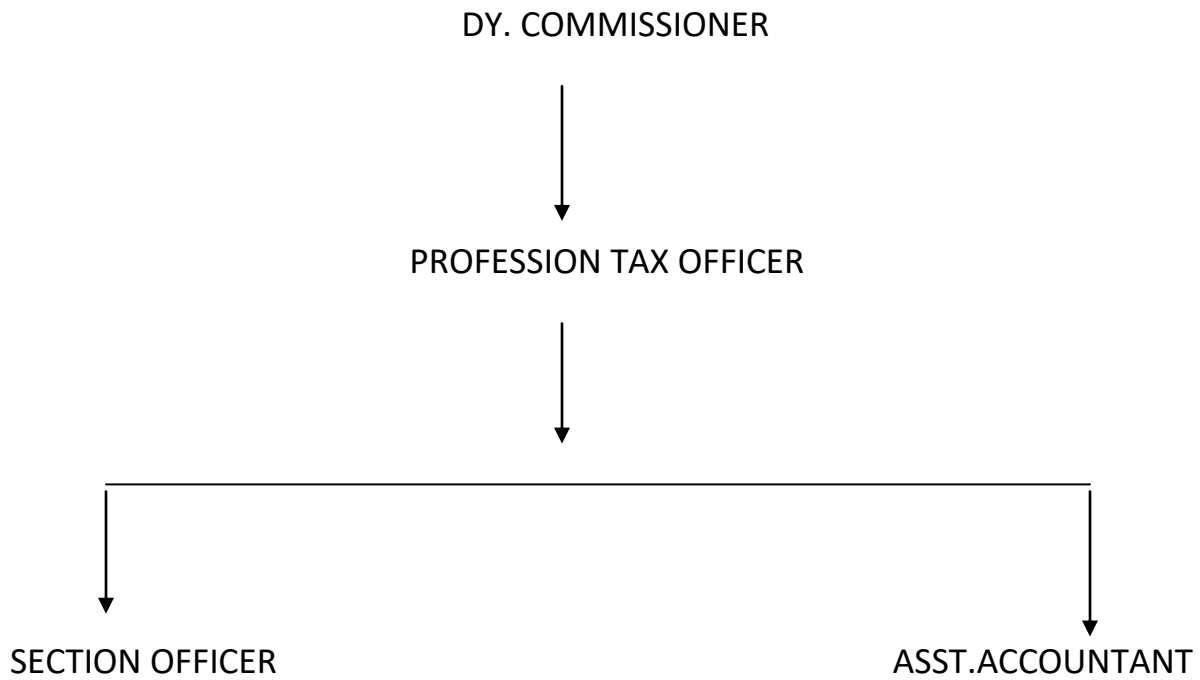 DY. COMMISSIONER
PROFESSION TAX OFFICER
SECTION OFFICER
ASST.ACCOUNTANT